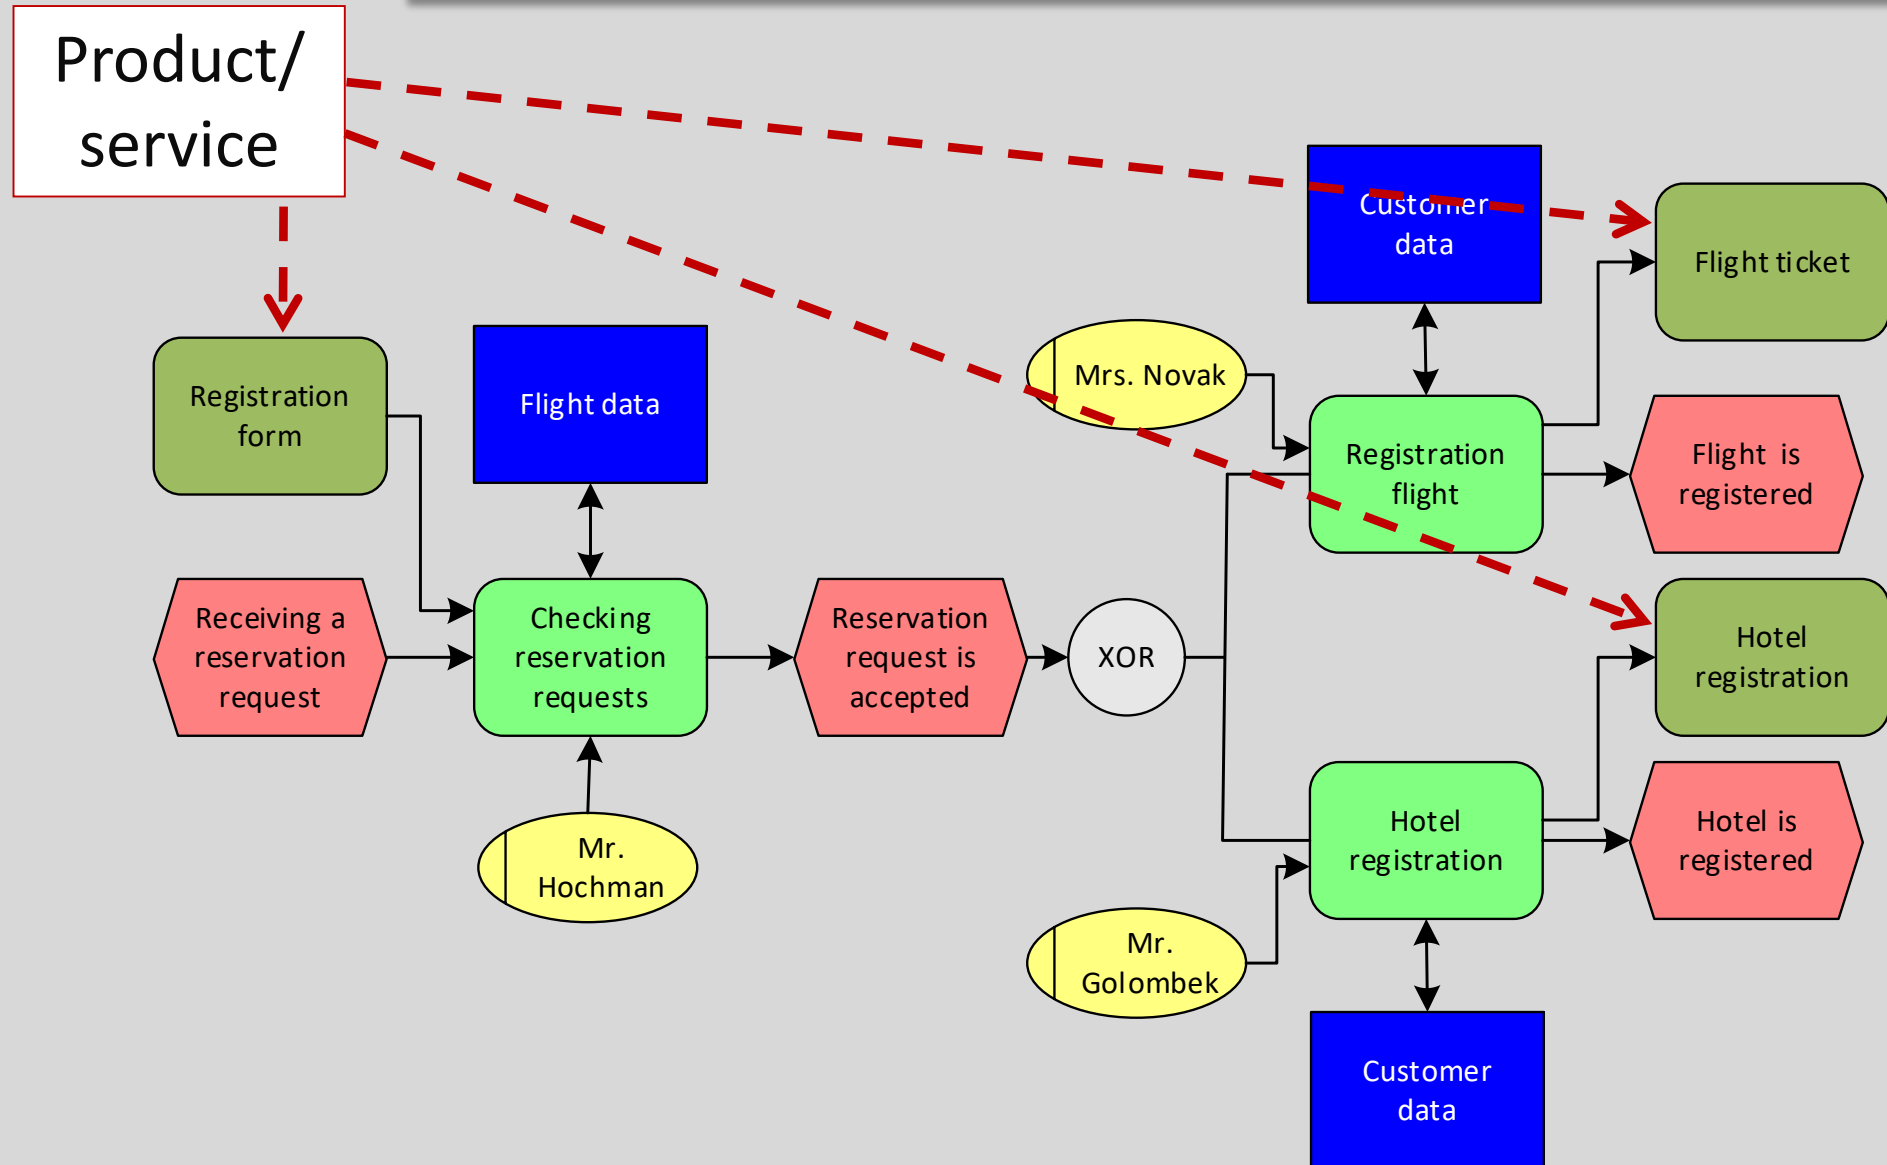 Product/
service
Customer
data
Flight ticket
Registration
form
Flight data
Mrs. Novak
Registration
flight
Flight is
registered
Receiving a
reservation
request
Checking
reservation
requests
Reservation
request is
accepted
XOR
Hotel
registration
Mr.
Hochman
Hotel
registration
Hotel is
registered
Mr.
Golombek
Customer
data